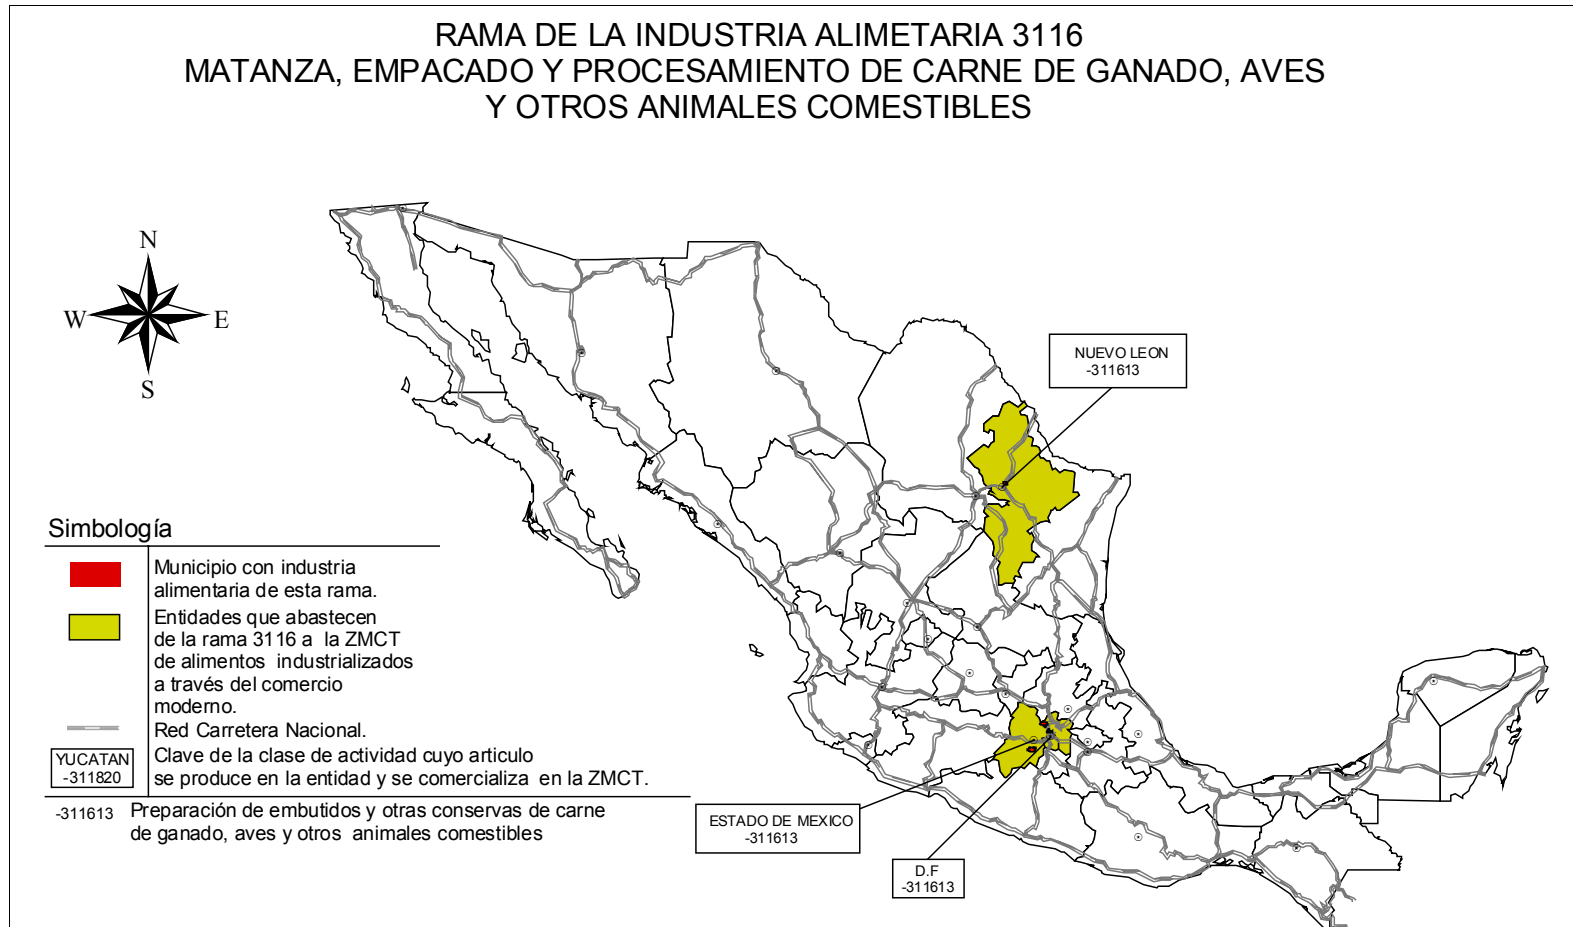 RAMA DE LA INDUSTRIA ALIMETARIA 3116
MATANZA, EMPACADO Y PROCESAMIENTO DE CARNE DE GANADO, AVES
Y OTROS ANIMALES COMESTIBLES
N
W
E
S
NUEVO LEON
-311613
Simbología
Municipio con industria
alimentaria de esta rama.
Entidades que abastecen
de la rama 3116 a la ZMCT
de alimentos industrializados
a través del comercio
moderno.
Red Carretera Nacional.
YUCATAN
-311820
Clave de la clase de actividad cuyo articulo
se produce en la entidad y se comercializa en la ZMCT.
-311613 Preparación de embutidos y otras conservas de carne
de ganado, aves y otros animales comestibles
ESTADO DE MEXICO
-311613
D.F
-311613